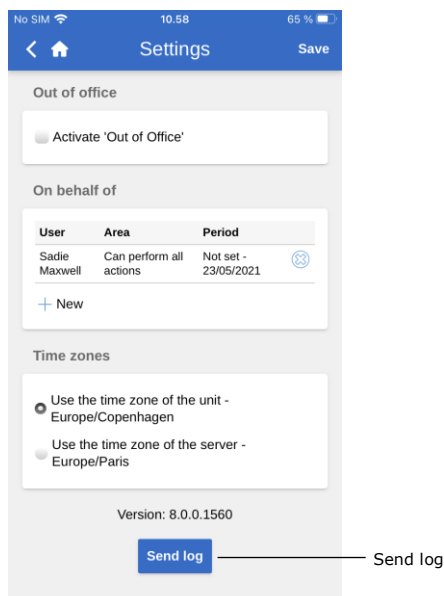 No SIM 10.58 65 %
Settings Save
Out of office
Activate 'Out of Office'
On behalf of
User Area Period
Sadie Can perform all Not set -
Maxwell actions 23/05/2021
New
Time zones
Use the time zone of the unit -
Europe/Copenhagen
Use the time zone of the server -
Europe/Paris
Version: 8.0.0.1560
Send log Send log